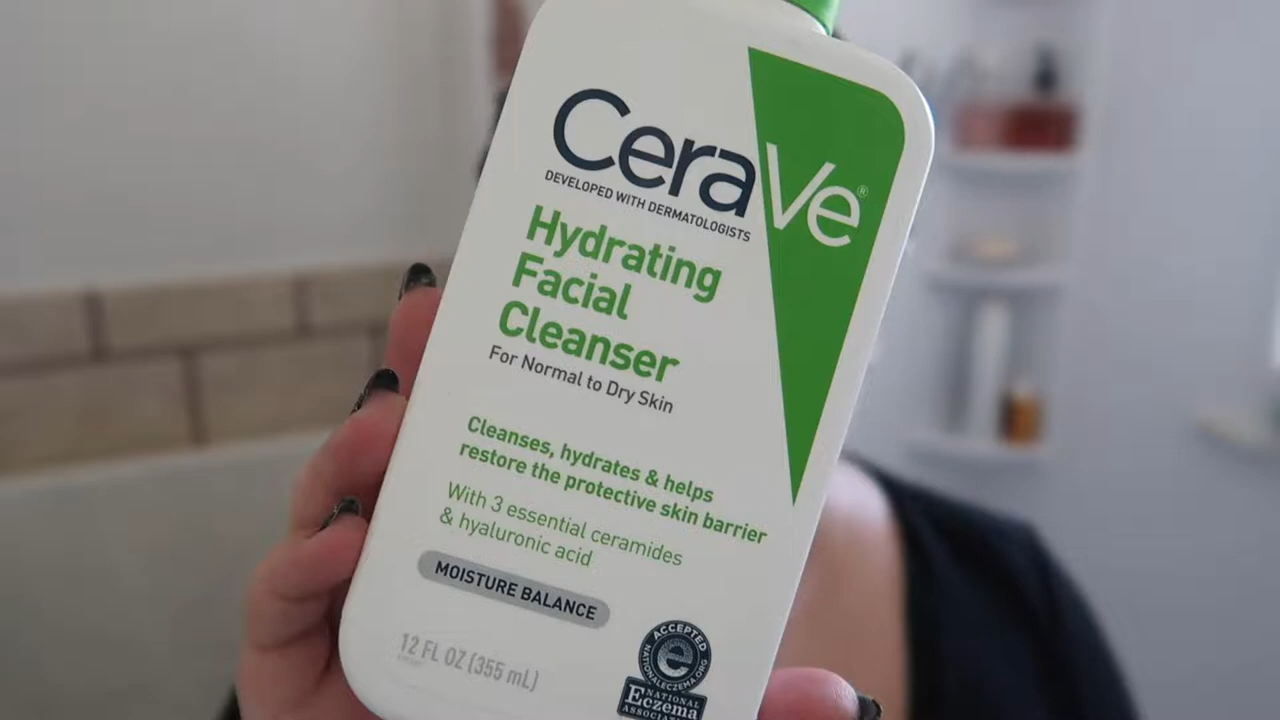 CeraVe®
DEVELOPED WITH DERMATOLOGISTS
Hydrating
Facial
Cleanser
For Normal to Dry Skin
Cleanses, hydrates & helps
restore the protective skin barrier
With 3 essential ceramides
& hyaluronic acid
MOISTURE BALANCE
12 FL OZ (355 mL)
ACCEPTED
e
NATIONALECZEMA.ORG
NATIONAL
Eczema